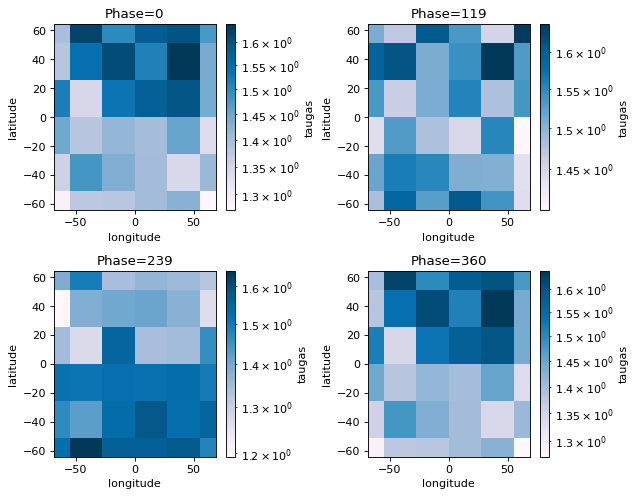 Phase=0
60
40
20
0
−20
−40
−60
latitude
−50
0
50
longitude
1.6 × 10⁰
1.55 × 10⁰
1.5 × 10⁰
1.45 × 10⁰
1.4 × 10⁰
1.35 × 10⁰
1.3 × 10⁰
taugas
Phase=119
60
40
20
0
−20
−40
−60
latitude
−50
0
50
longitude
1.6 × 10⁰
1.55 × 10⁰
1.5 × 10⁰
1.45 × 10⁰
taugas
Phase=239
60
40
20
0
−20
−40
−60
latitude
−50
0
50
longitude
1.6 × 10⁰
1.5 × 10⁰
1.4 × 10⁰
1.3 × 10⁰
1.2 × 10⁰
taugas
Phase=360
60
40
20
0
−20
−40
−60
latitude
−50
0
50
longitude
1.6 × 10⁰
1.55 × 10⁰
1.5 × 10⁰
1.45 × 10⁰
1.4 × 10⁰
1.35 × 10⁰
1.3 × 10⁰
taugas